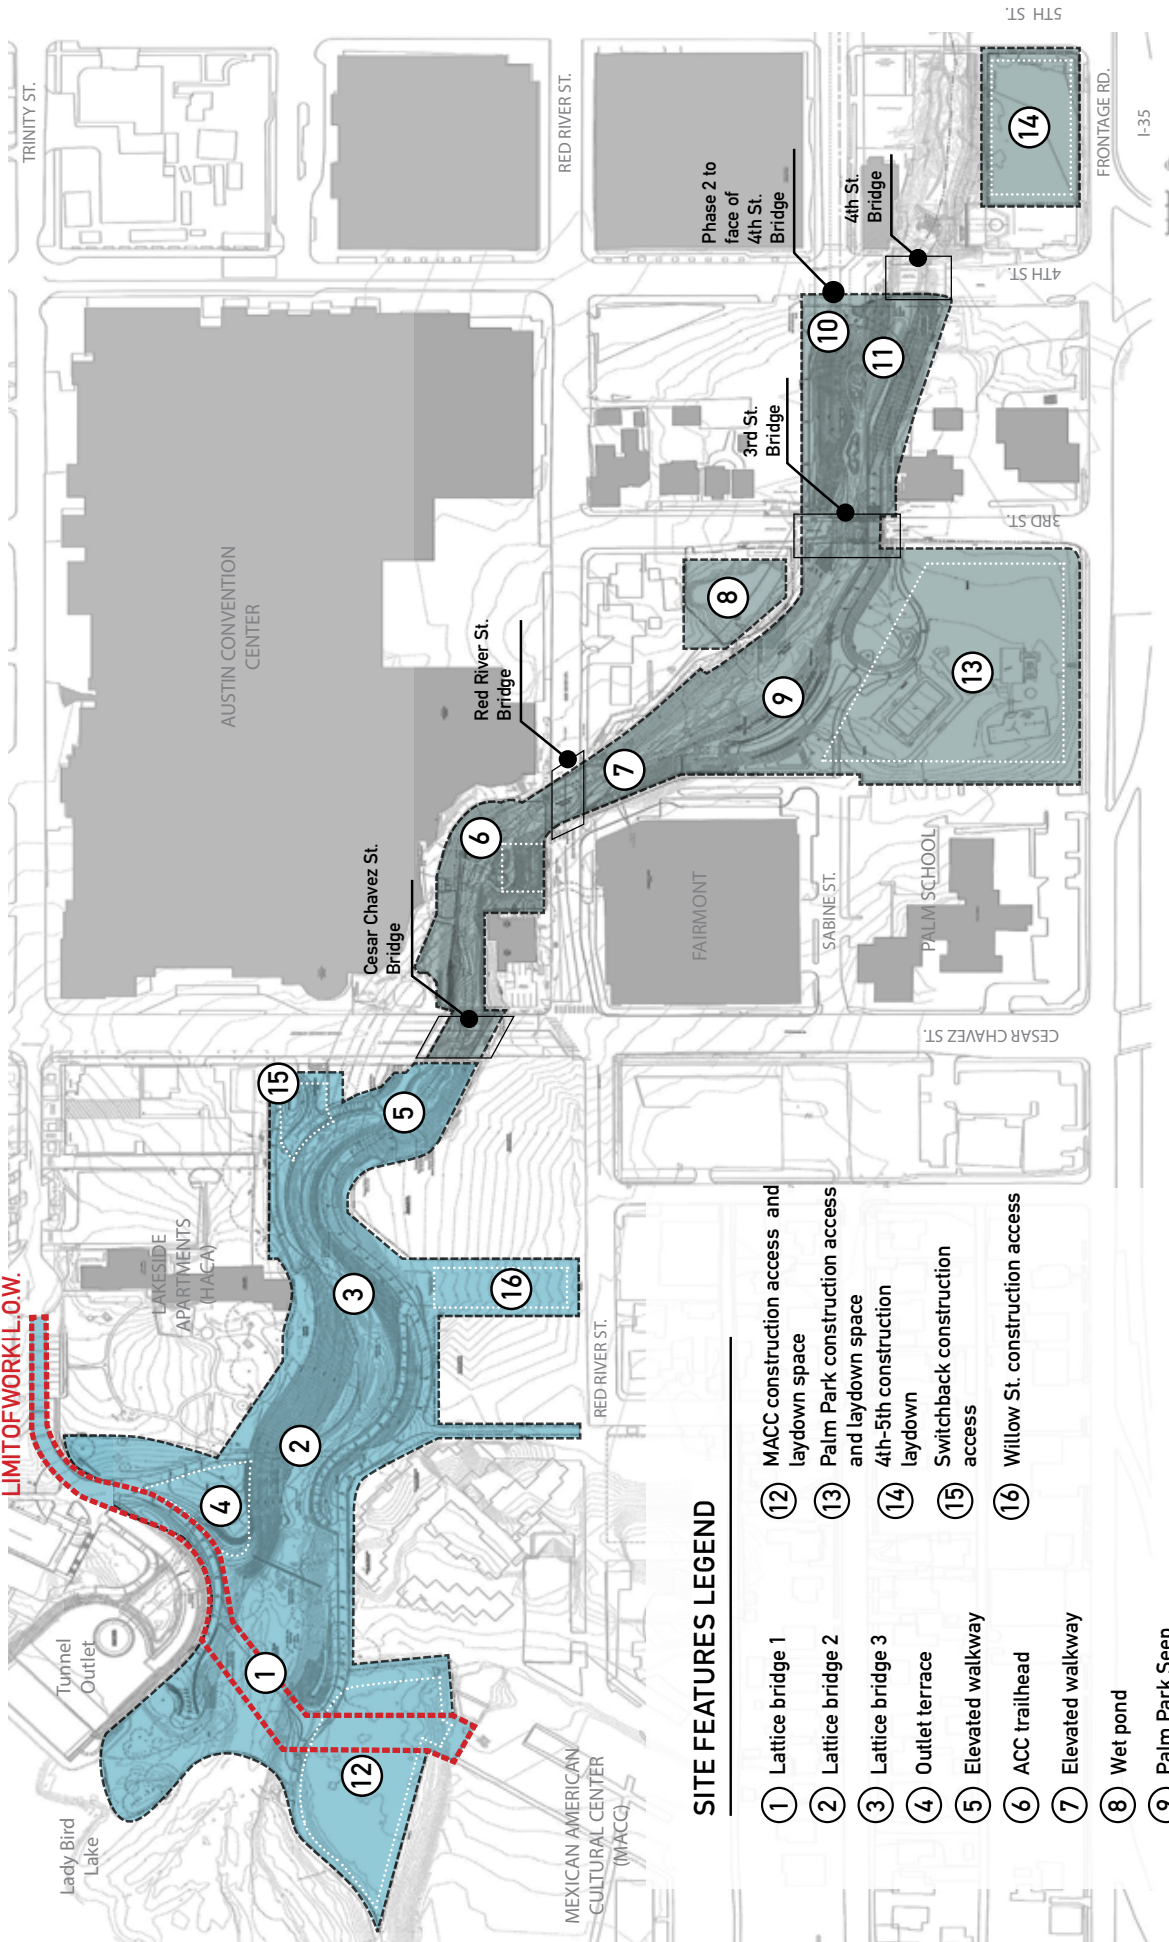 LIMIT OF WORK | L.O.W.
TRINITY ST.
RED RIVER ST.
5TH ST.
FRONTAGE RD.
I-35
4TH ST.
3RD ST.
Phase 2 to
face of
4th St.
Bridge
4th St.
Bridge
3rd St.
Bridge
Red River St.
Bridge
Cesar Chavez St.
Bridge
AUSTIN CONVENTION
CENTER
FAIRMONT
SABINE ST.
PALM SCHOOL
CESAR CHAVEZ ST.
LAKESIDE
APARTMENTS
(HACA)
RED RIVER ST.
Tunnel
Outlet
Lady Bird
Lake
MEXICAN AMERICAN
CULTURAL CENTER
(MACC)
1
2
3
4
5
6
7
8
9
10
11
12
13
14
15
16
SITE FEATURES LEGEND
1 Lattice bridge 1
2 Lattice bridge 2
3 Lattice bridge 3
4 Outlet terrace
5 Elevated walkway
6 ACC trailhead
7 Elevated walkway
8 Wet pond
9 Palm Park Seep
12 MACC construction access and
laydown space
13 Palm Park construction access
and laydown space
14 4th-5th construction
laydown
15 Switchback construction
access
16 Willow St. construction access